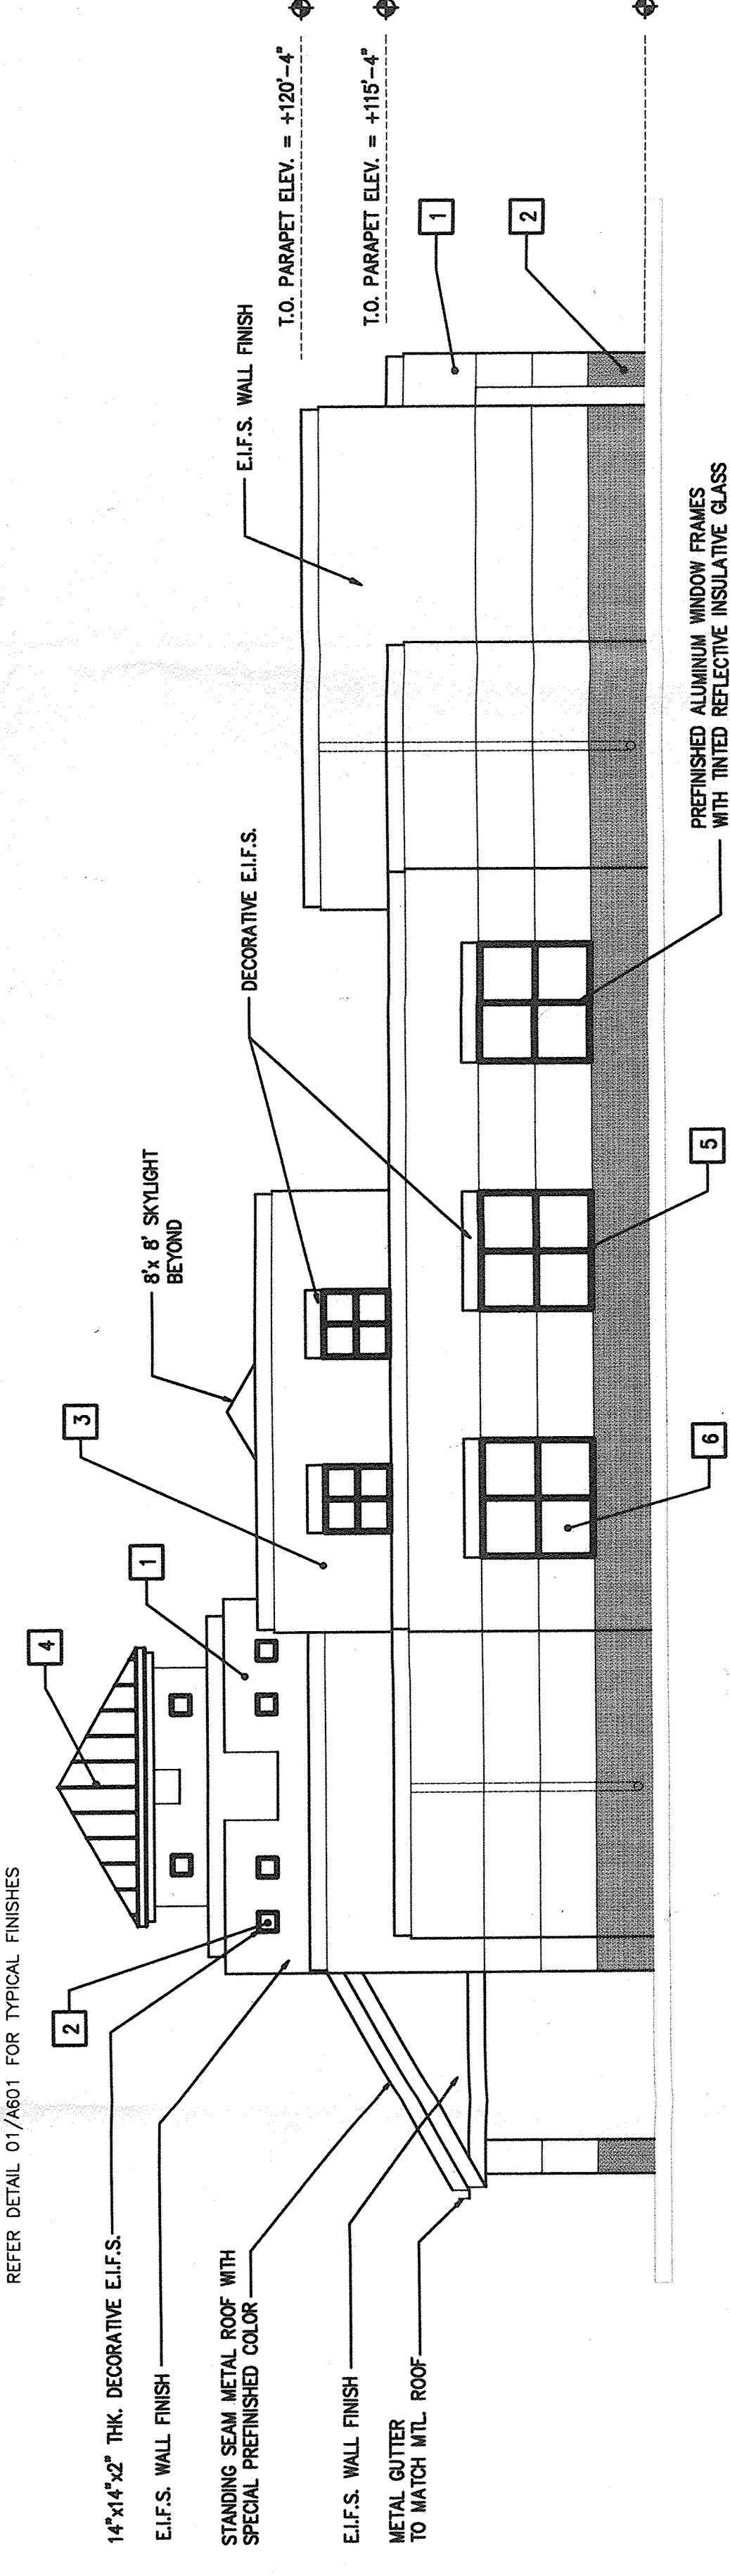 REFER DETAIL 01/A601 FOR TYPICAL FINISHES
14"x14"x2" THK. DECORATIVE E.I.F.S.
E.I.F.S. WALL FINISH
STANDING SEAM METAL ROOF WITH
SPECIAL PREFINISHED COLOR
E.I.F.S. WALL FINISH
METAL GUTTER
TO MATCH MTL. ROOF
2
4
1
3
8'x 8' SKYLIGHT
BEYOND
DECORATIVE E.I.F.S.
E.I.F.S. WALL FINISH
T.O. PARAPET ELEV. = +120'-4"
T.O. PARAPET ELEV. = +115'-4"
1
2
6
5
PREFINISHED ALUMINUM WINDOW FRAMES
WITH TINTED REFLECTIVE INSULATIVE GLASS